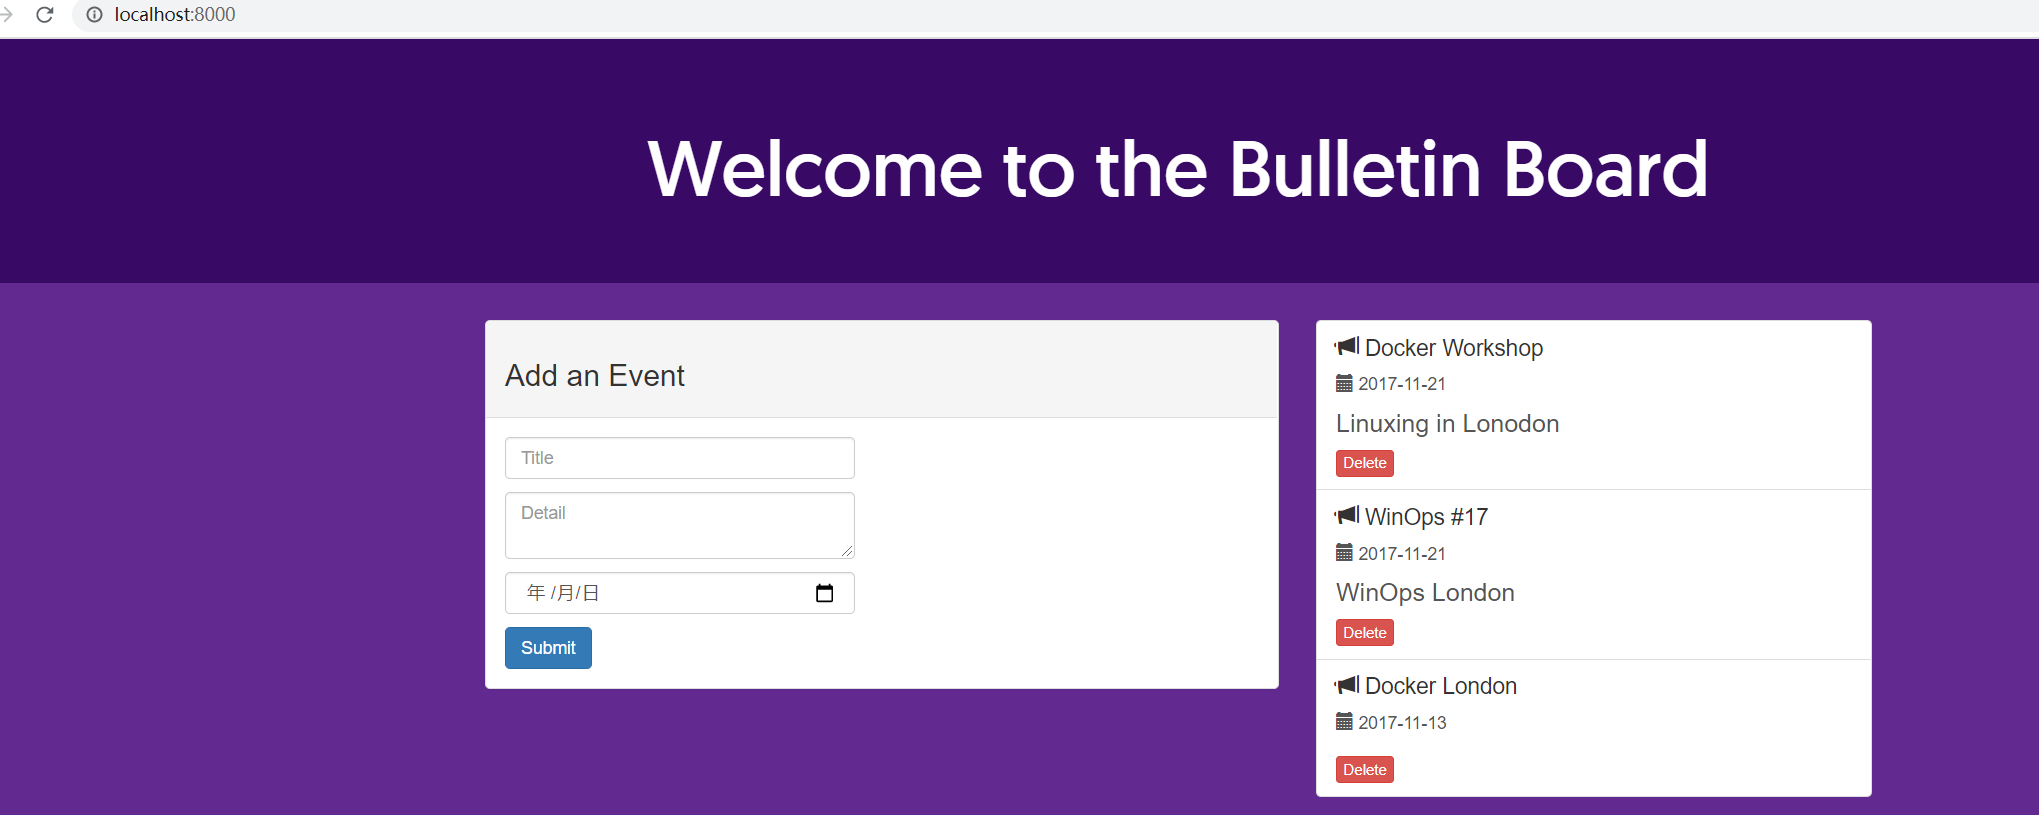 localhost:8000
Welcome to the Bulletin Board
Add an Event
Title
Detail
年 /月/日
Submit
Docker Workshop
2017-11-21
Linuxing in Lonodon
Delete
WinOps #17
2017-11-21
WinOps London
Delete
Docker London
2017-11-13
Delete